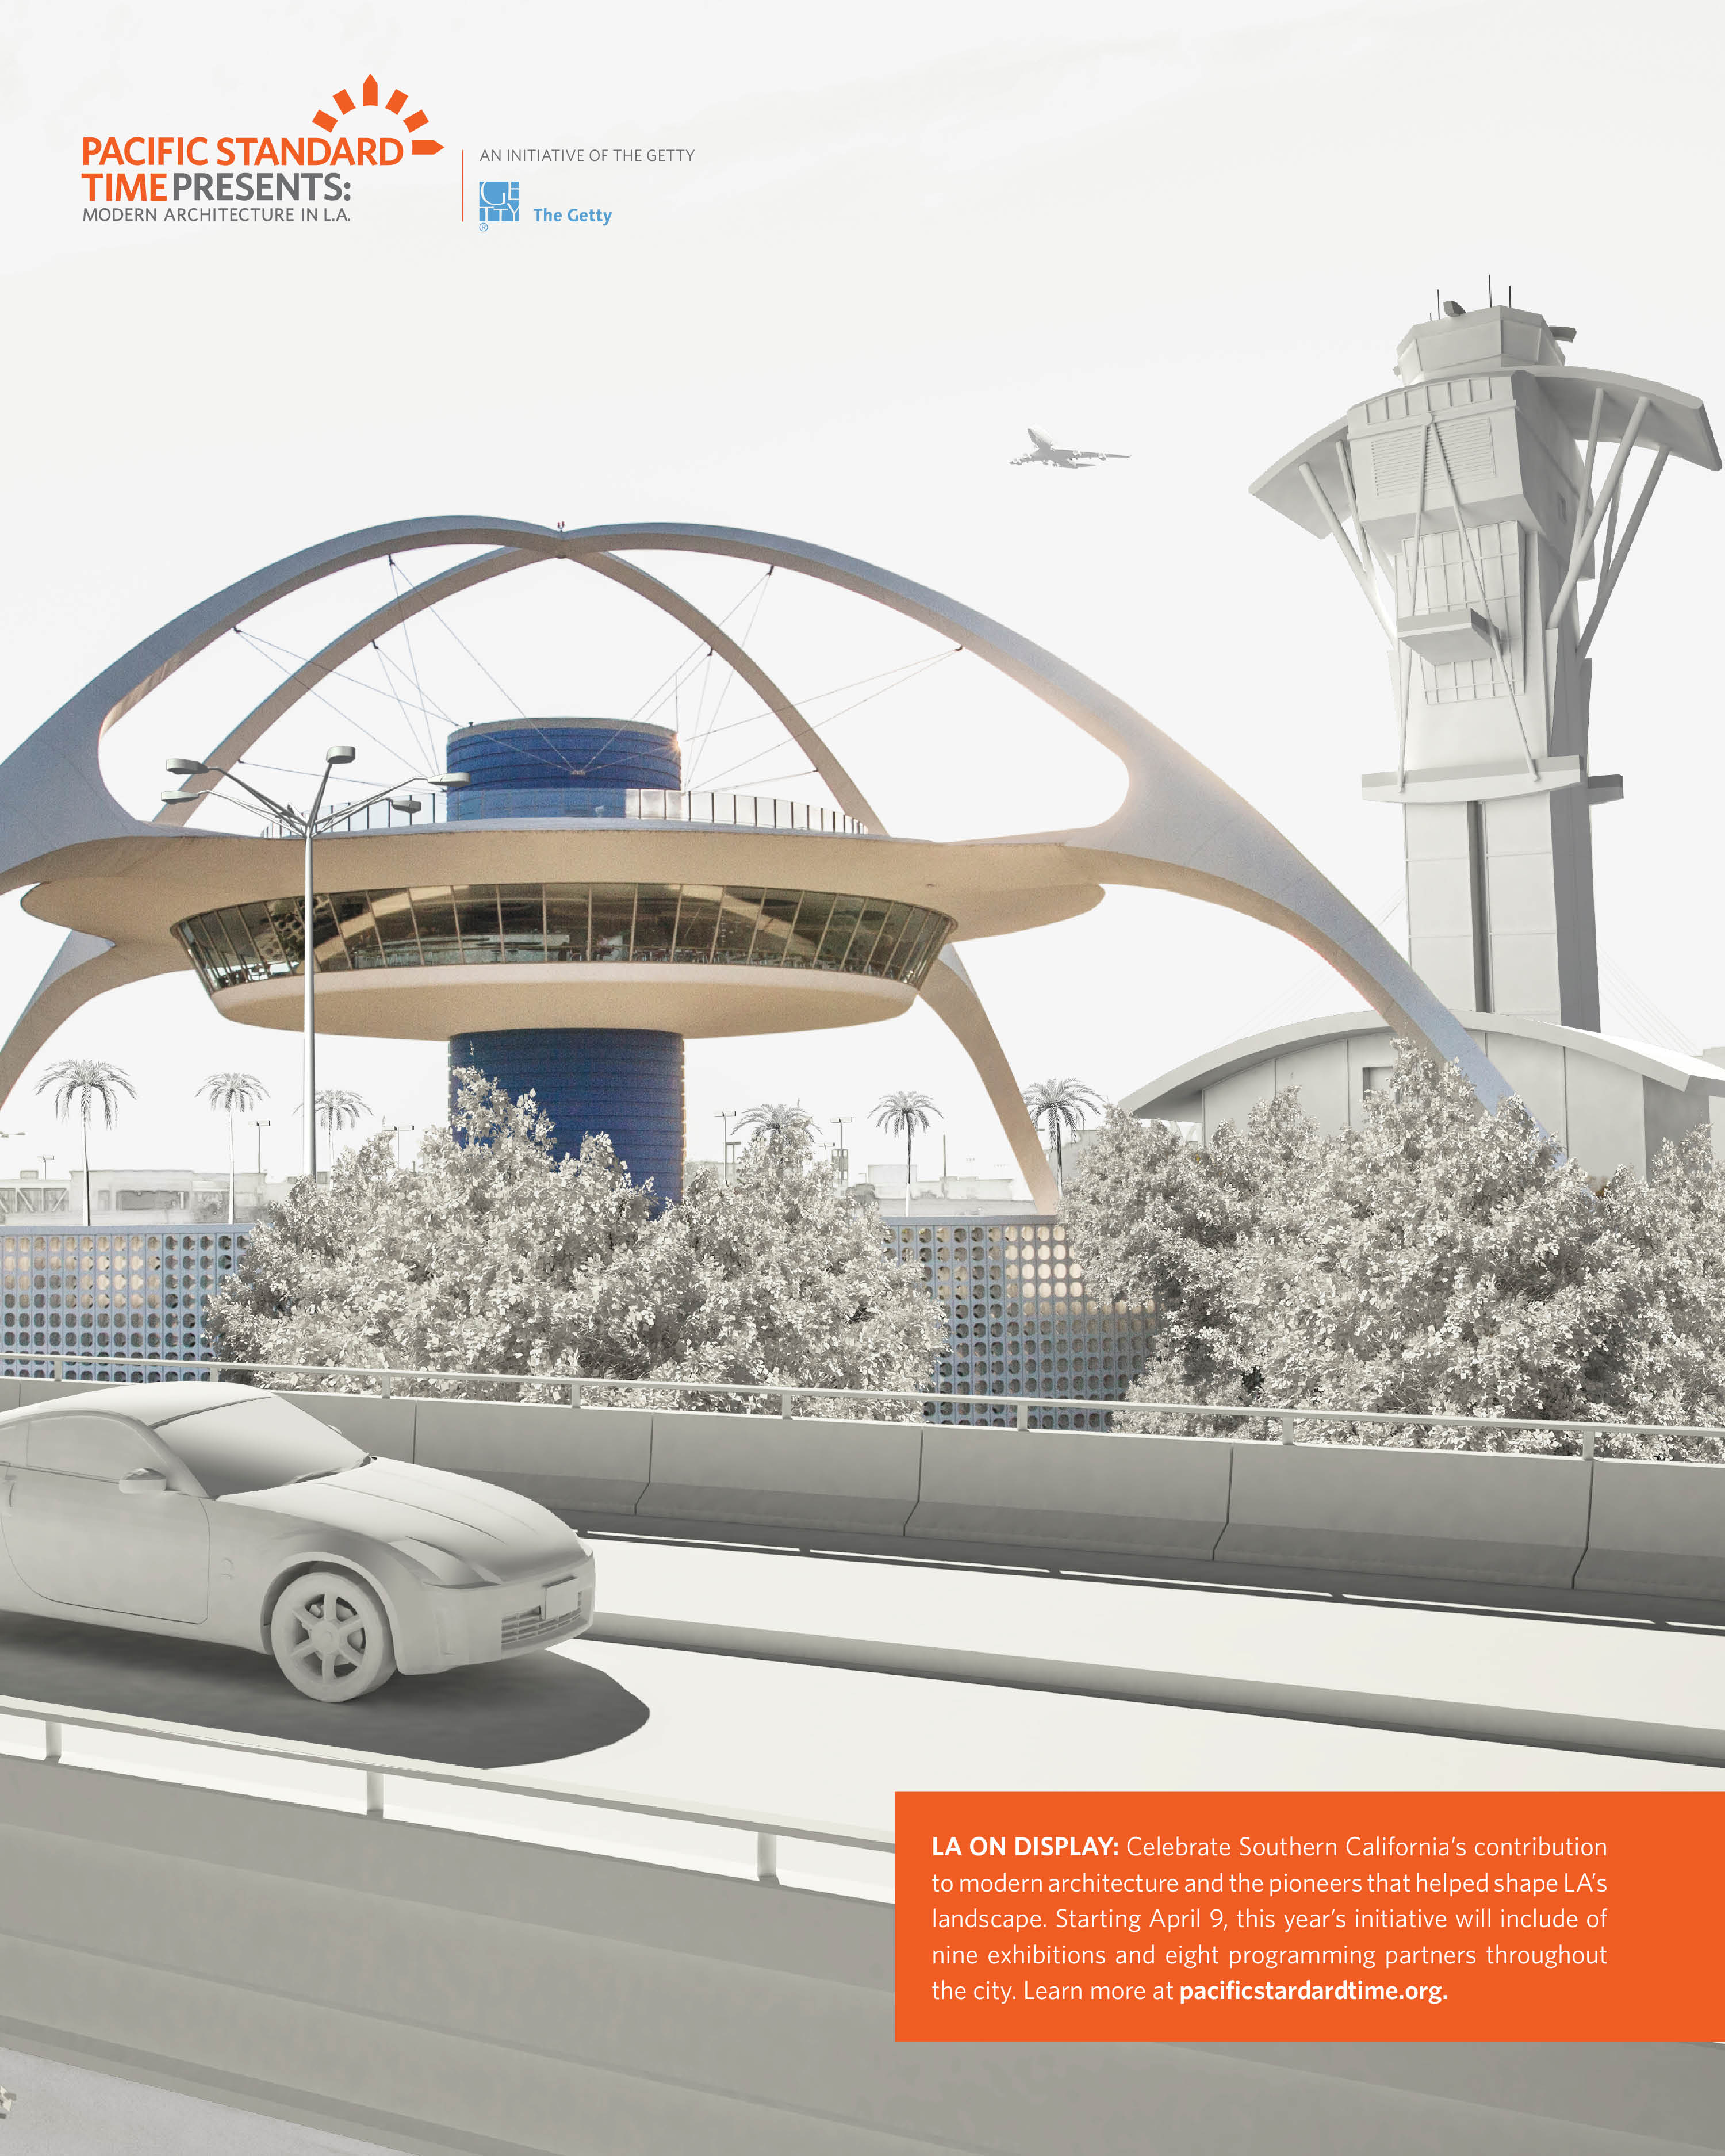 PACIFIC STANDARD
TIME PRESENTS:
MODERN ARCHITECTURE IN L.A.
AN INITIATIVE OF THE GETTY
GE
TTY
®
The Getty
LA ON DISPLAY: Celebrate Southern California's contribution
to modern architecture and the pioneers that helped shape LA's
landscape. Starting April 9, this year's initiative will include of
nine exhibitions and eight programming partners throughout
the city. Learn more at pacificstardardtime.org.